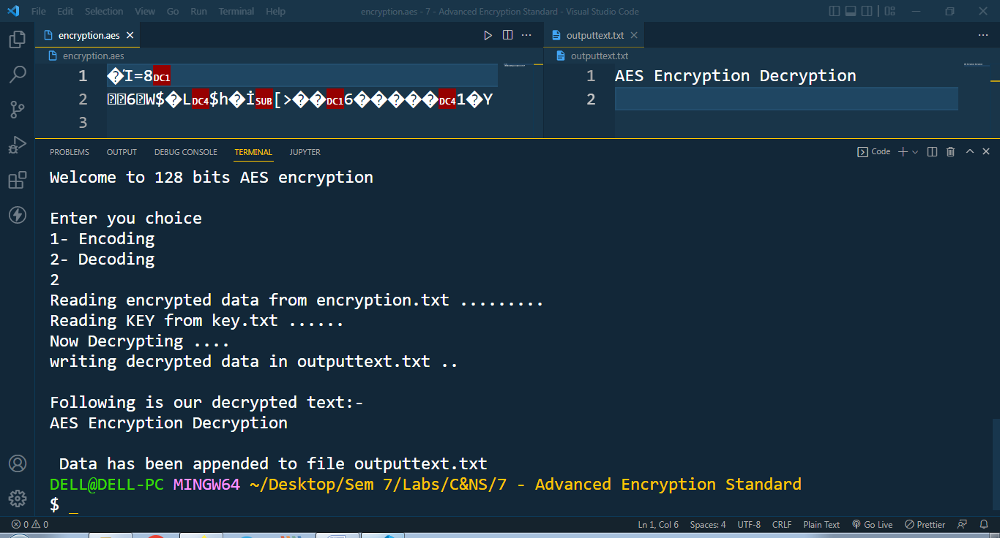 File Edit Selection View Go Run Terminal Help encryption.aes - 7 - Advanced Encryption Standard - Visual Studio Code
encryption.aes
outputtext.txt
encryption.aes
1 �Ί=8DC1
2 6W$�LDC4$h�İSUB[>��DC16�����DC41�Y
3
outputtext.txt
1 AES Encryption Decryption
2
PROBLEMS OUTPUT DEBUG CONSOLE TERMINAL JUPYTER Code
Welcome to 128 bits AES encryption
Enter you choice
1- Encoding
2- Decoding
2
Reading encrypted data from encryption.txt .........
Reading KEY from key.txt ......
Now Decrypting ....
writing decrypted data in outputtext.txt ..
Following is our decrypted text:-
AES Encryption Decryption
Data has been appended to file outputtext.txt
DELL@DELL-PC MINGW64 ~/Desktop/Sem 7/Labs/C&NS/7 - Advanced Encryption Standard
$ _
0 0 Ln 1, Col 6 Spaces: 4 UTF-8 CRLF Plain Text Go Live Prettier